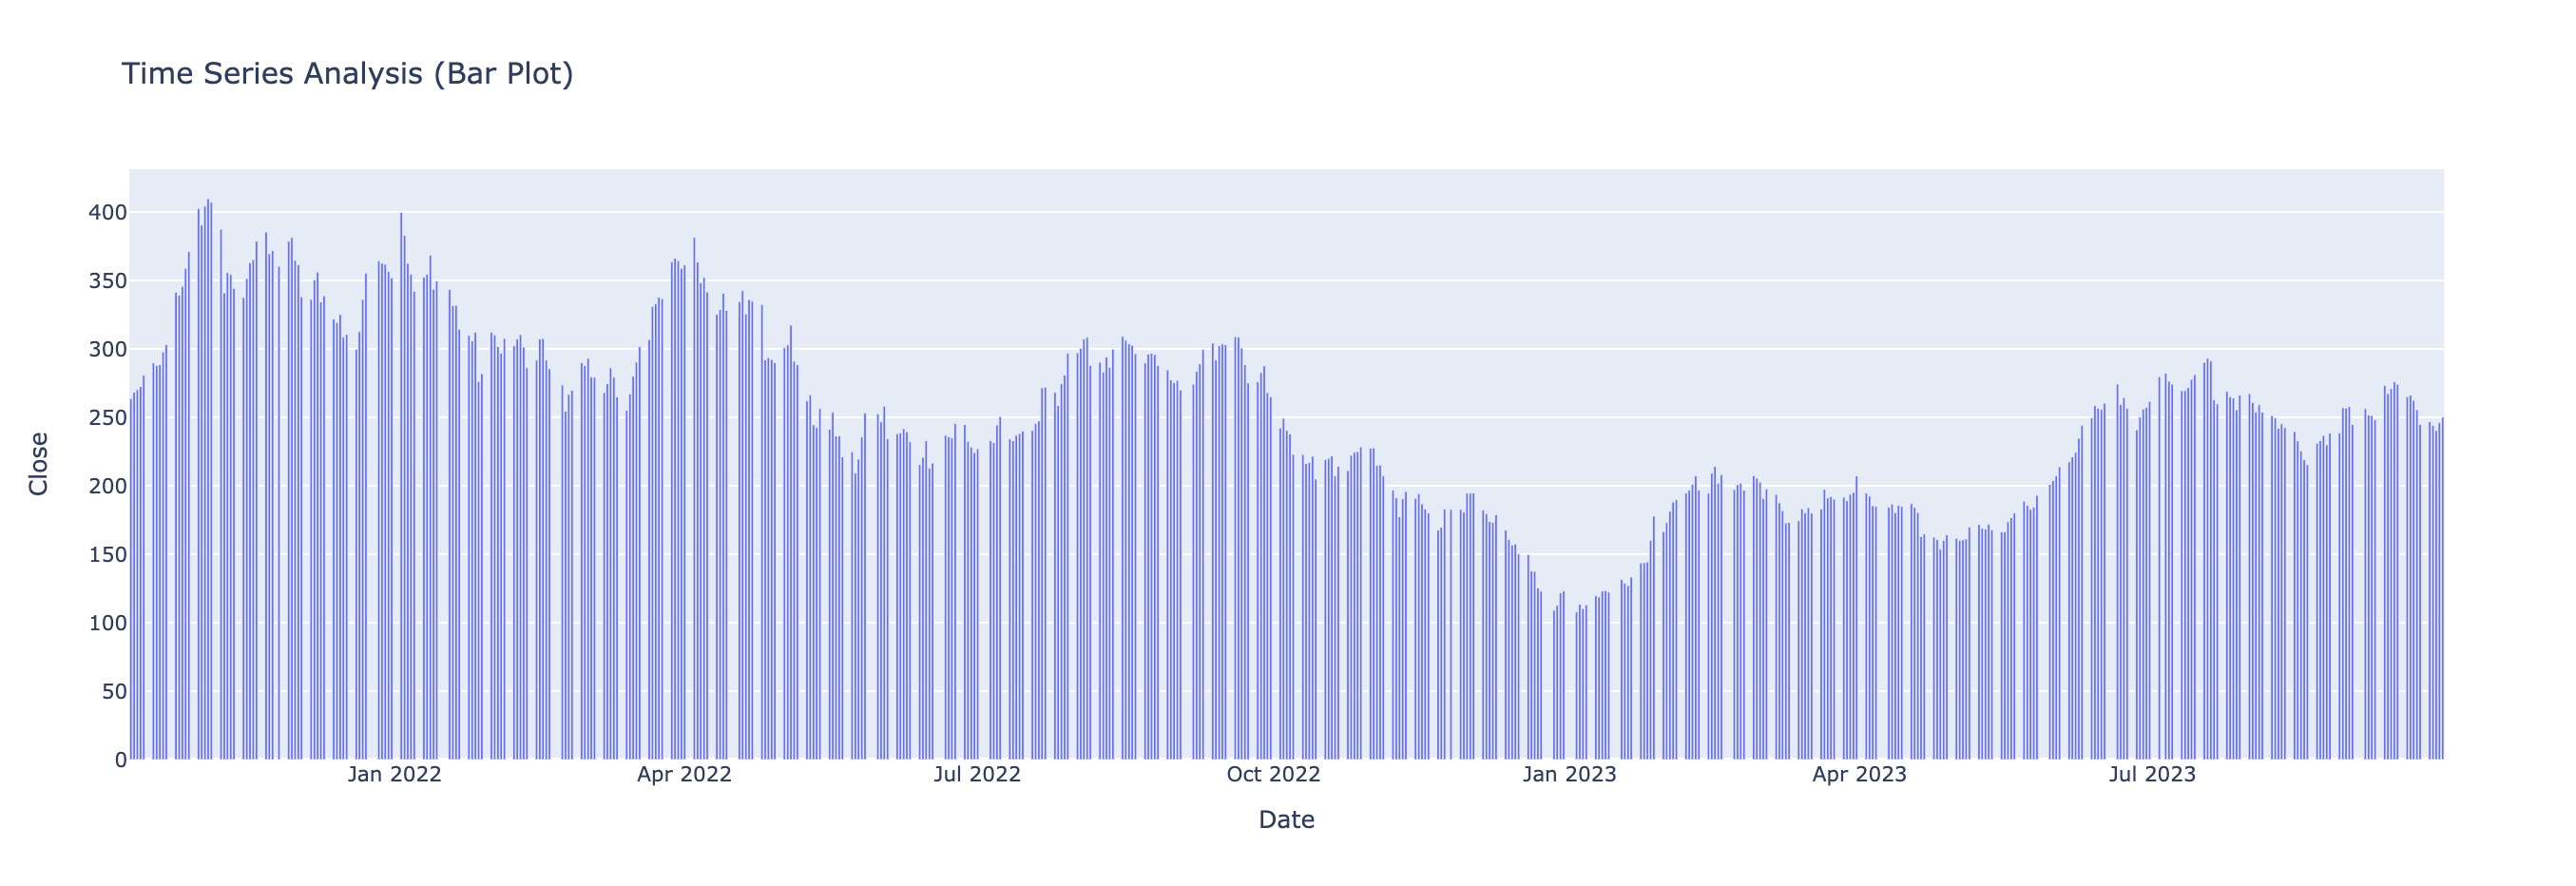 Time Series Analysis (Bar Plot)
400
350
300
250
200
150
100
50
0
Close
Jan 2022
Apr 2022
Jul 2022
Oct 2022
Jan 2023
Apr 2023
Jul 2023
Date